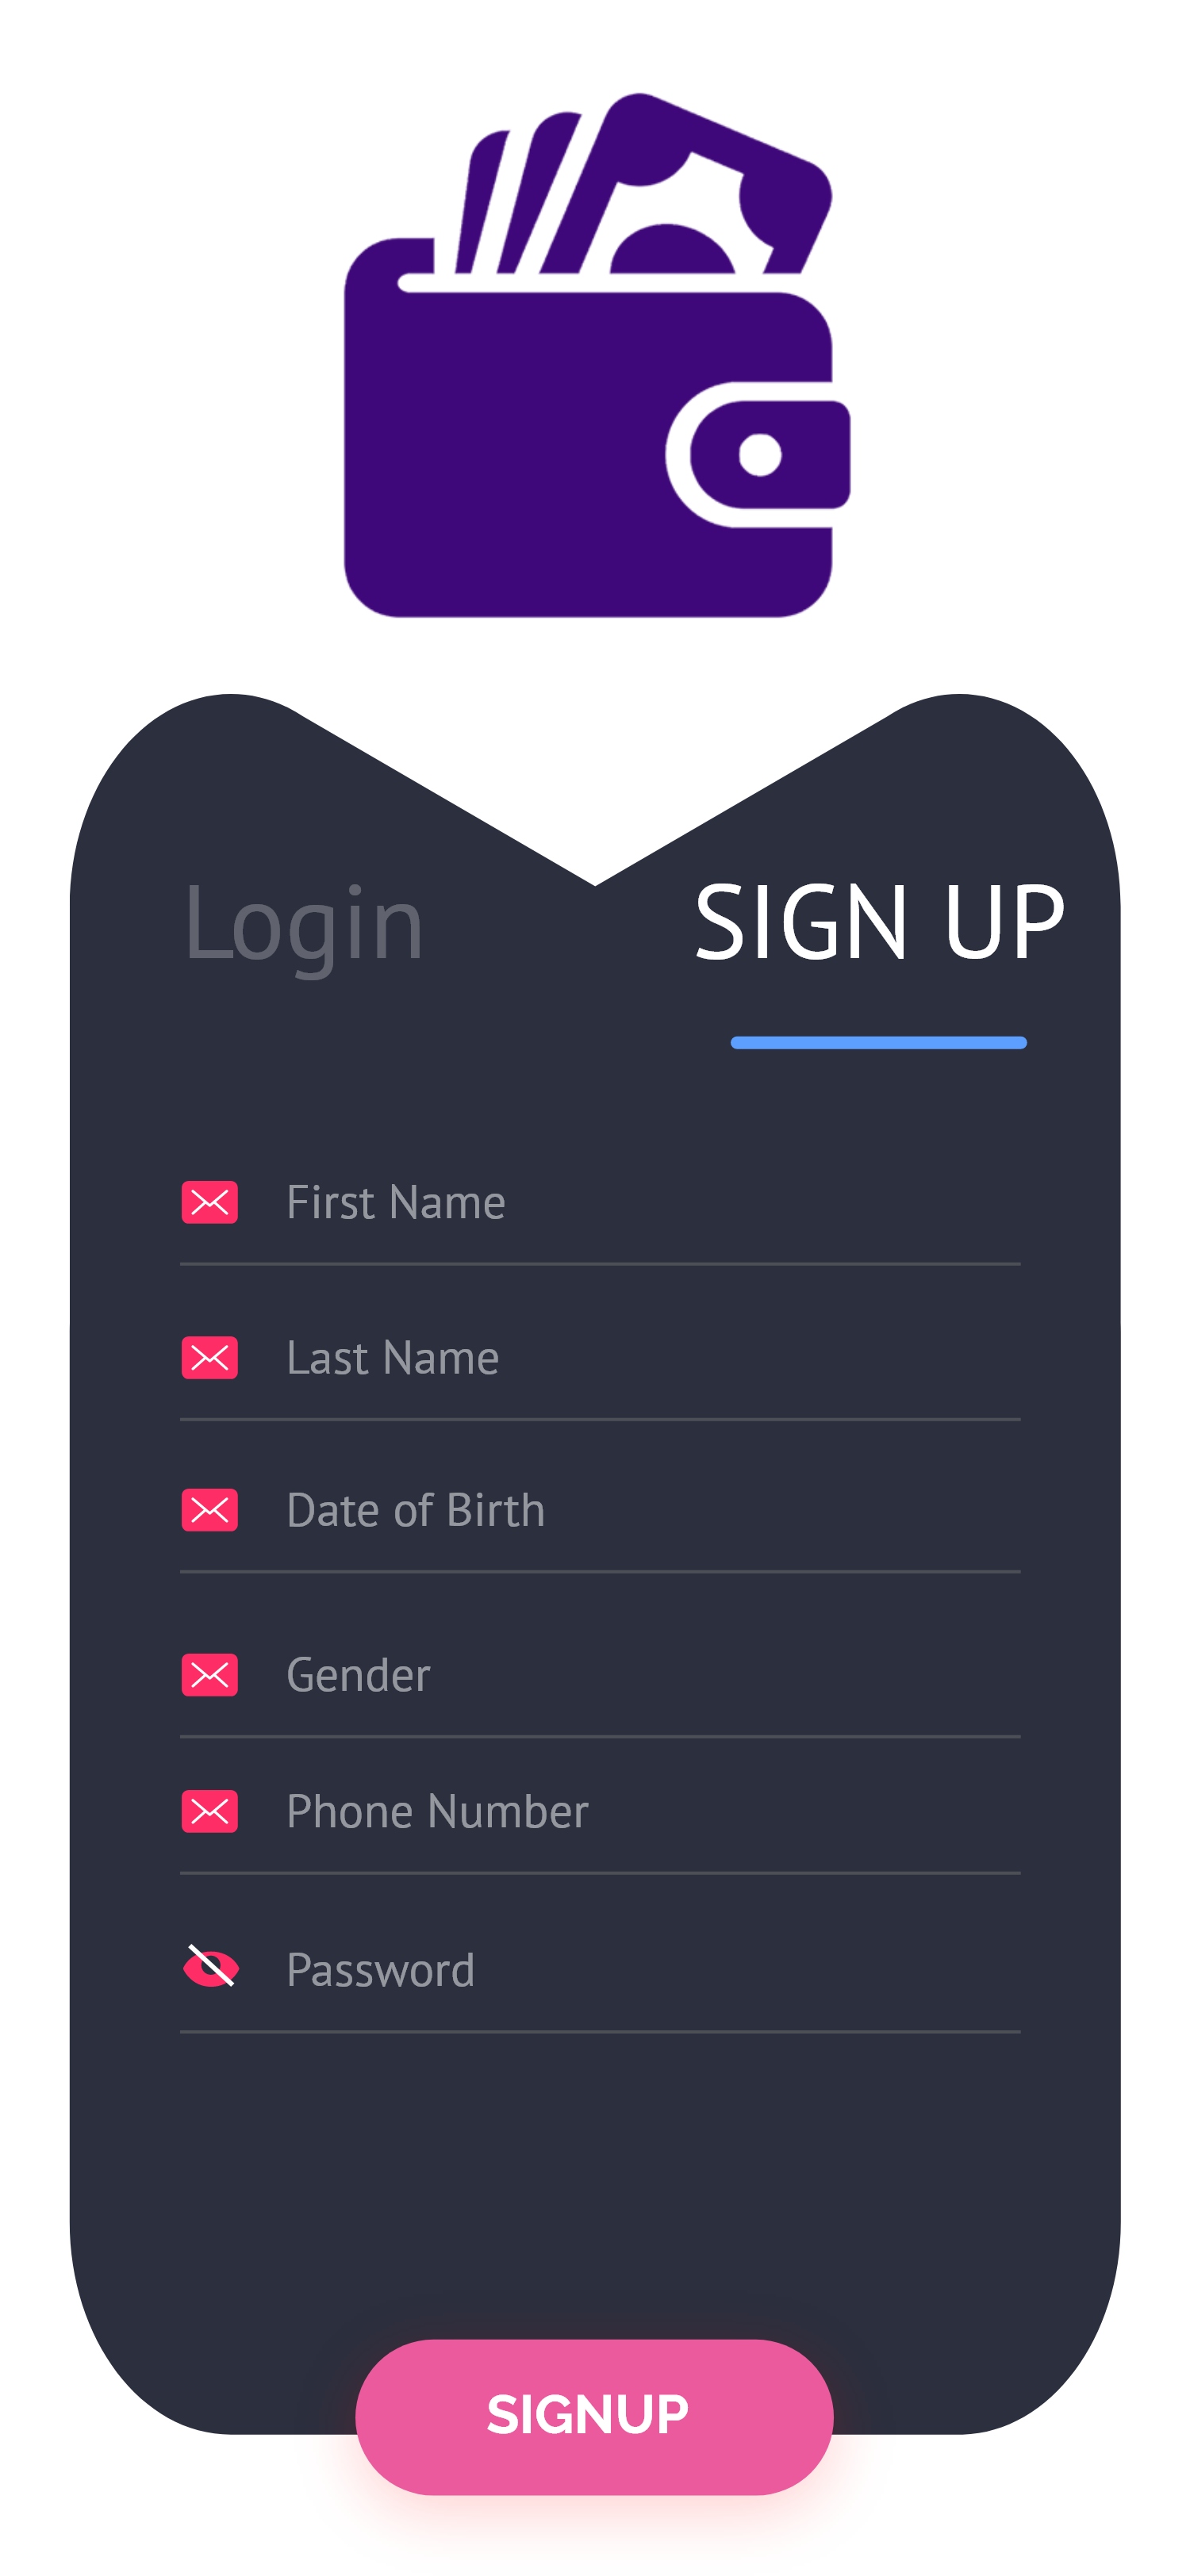 Login
SIGN UP
First Name
Last Name
Date of Birth
Gender
Phone Number
Password
SIGNUP